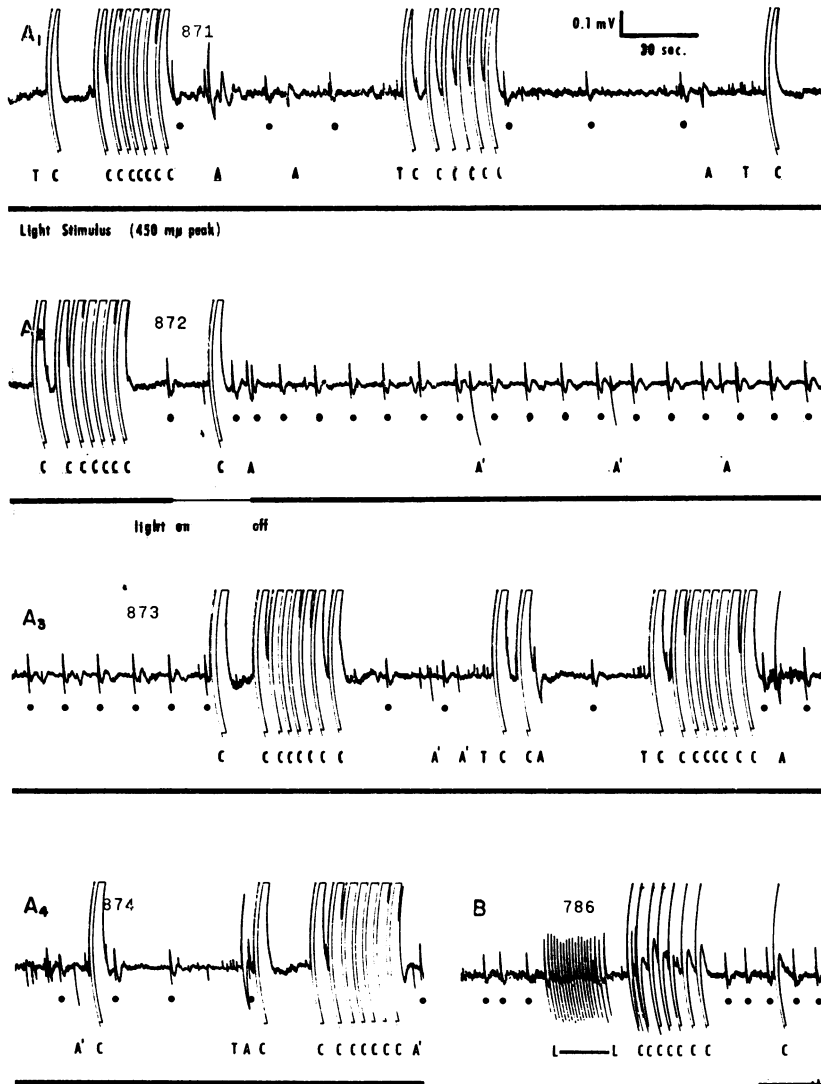 A1 871 0.1 mV
30 sec.
T C C C C C C C C A A T C C C C C C A T C
Light Stimulus (450 mµ peak)
A2 872
C C C C C C C C A A' A' A
light on off
A3 873
C C C C C C C C A' A' T C C A T C C C C C C C C A
A4 874
A' C T A C C C C C C C C C A'
B 786
L L C C C C C C C C